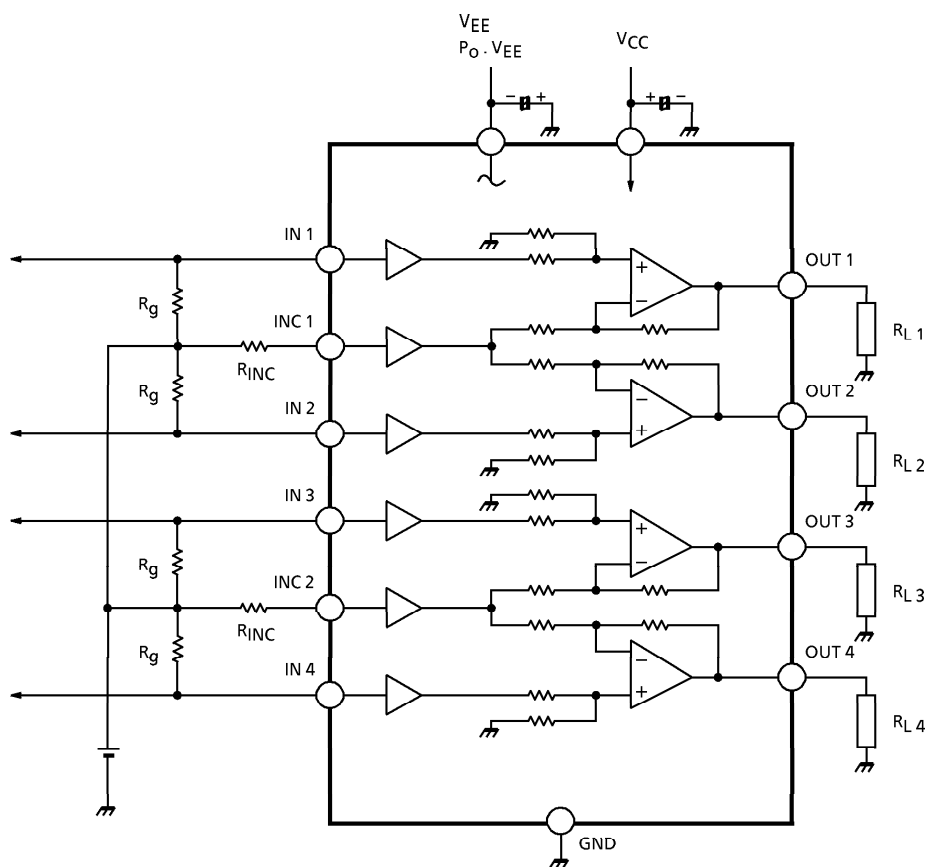 VEE
PO . VEE
VCC
- +
+ -
IN 1
OUT 1
+
Rg
INC 1
−
RL 1
RINC
Rg
IN 2
OUT 2
−
+
RL 2
IN 3
OUT 3
+
Rg
INC 2
−
RL 3
RINC
Rg
IN 4
OUT 4
−
+
RL 4
GND